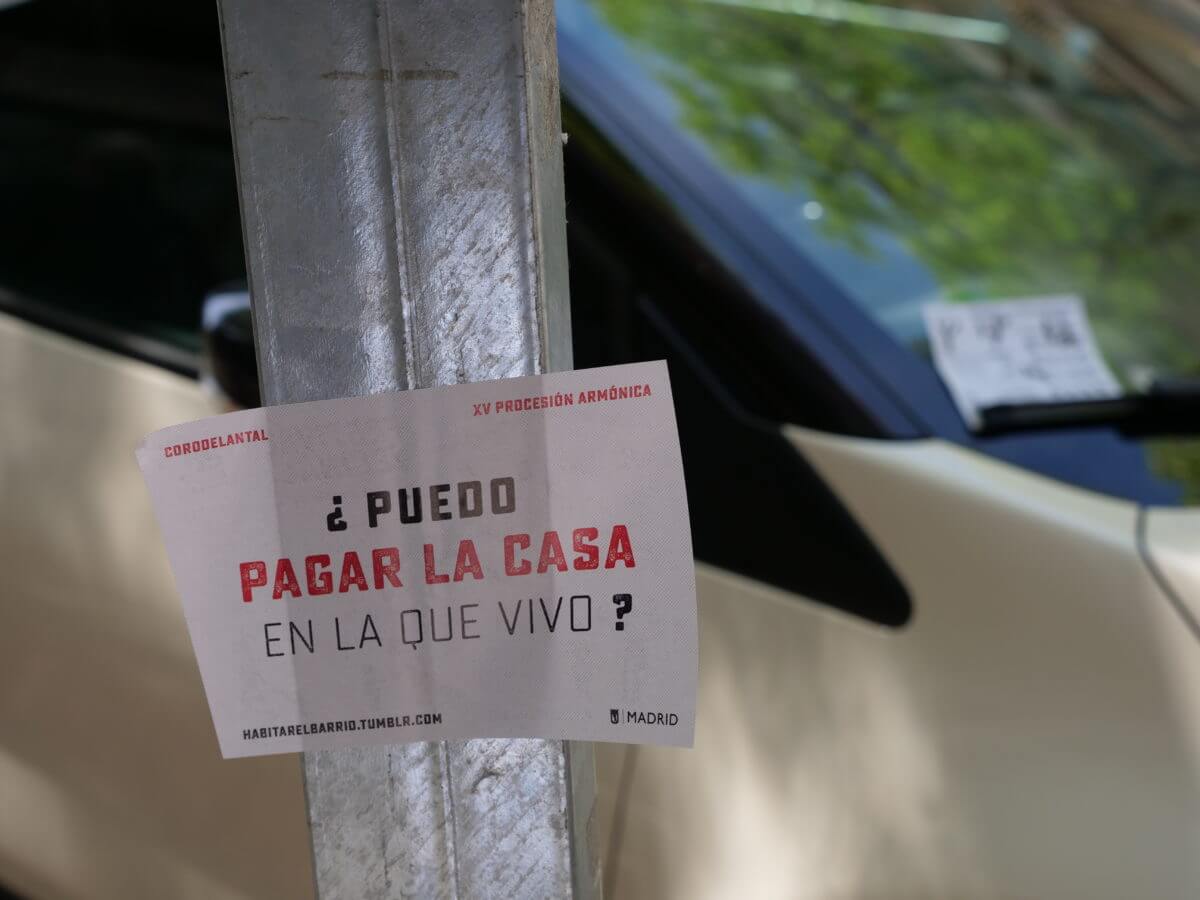 CORODELANTAL
XV PROCESIÓN ARMÓNICA
¿ PUEDO
PAGAR LA CASA
EN LA QUE VIVO ?
HABITARELBARRIO.TUMBLR.COM
MADRID